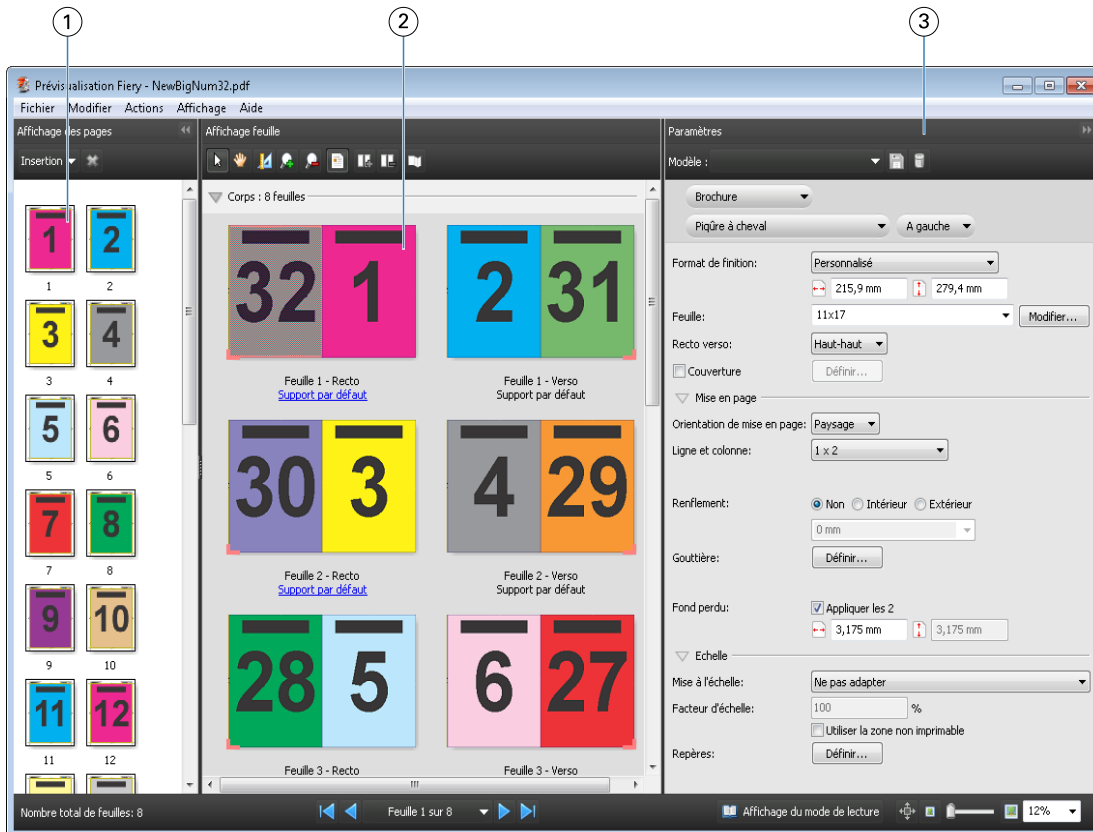 1 2 3
Prévisualisation Fiery - NewBigNum32.pdf
Fichier Modifier Actions Affichage Aide
Affichage des pages
Insertion
1 2
1 2
3 4
3 4
5 6
5 6
7 8
7 8
9 10
9 10
11 12
11 12
Affichage feuille
Corps : 8 feuilles
32 1 2 31
Feuille 1 - Recto Feuille 1 - Verso
Support par défaut Support par défaut
30 3 4 29
Feuille 2 - Recto Feuille 2 - Verso
Support par défaut Support par défaut
28 5 6 27
Feuille 3 - Recto Feuille 3 - Verso
Paramètres
Modèle :
Brochure
Piqûre à cheval A gauche
Format de finition: Personnalisé
215,9 mm 279,4 mm
Feuille: 11x17 Modifier...
Recto verso: Haut-haut
Couverture Définir...
Mise en page
Orientation de mise en page: Paysage
Ligne et colonne: 1 x 2
Renflement: Non Intérieur Extérieur
0 mm
Gouttière: Définir...
Fond perdu: Appliquer les 2
3,175 mm 3,175 mm
Echelle
Mise à l'échelle: Ne pas adapter
Facteur d'échelle: 100 %
Utiliser la zone non imprimable
Repères: Définir...
Nombre total de feuilles: 8 Feuille 1 sur 8 Affichage du mode de lecture 12%